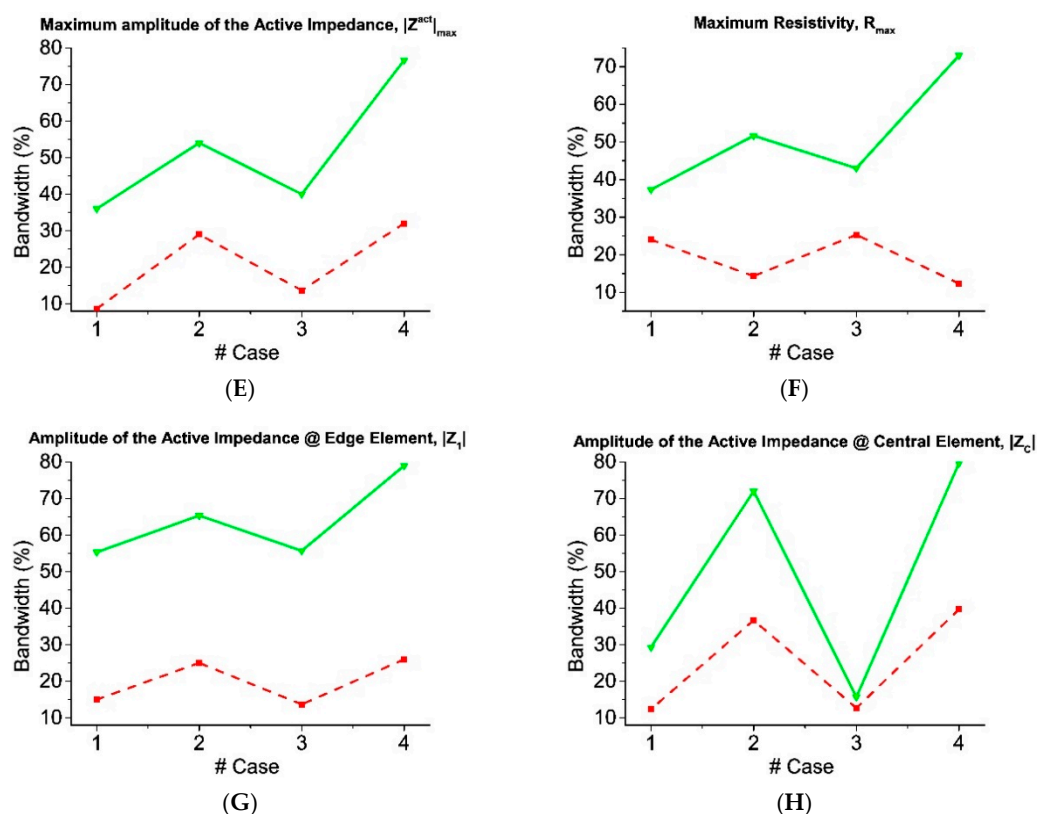 Maximum amplitude of the Active Impedance, |Z^act|_max
80
70
60
50
40
30
20
10
Bandwidth (%)
1 2 3 4
# Case
(E)
Maximum Resistivity, R_max
70
60
50
40
30
20
10
Bandwidth (%)
1 2 3 4
# Case
(F)
Amplitude of the Active Impedance @ Edge Element, |Z_1|
80
70
60
50
40
30
20
10
Bandwidth (%)
1 2 3 4
# Case
(G)
Amplitude of the Active Impedance @ Central Element, |Z_C|
80
70
60
50
40
30
20
10
Bandwidth (%)
1 2 3 4
# Case
(H)